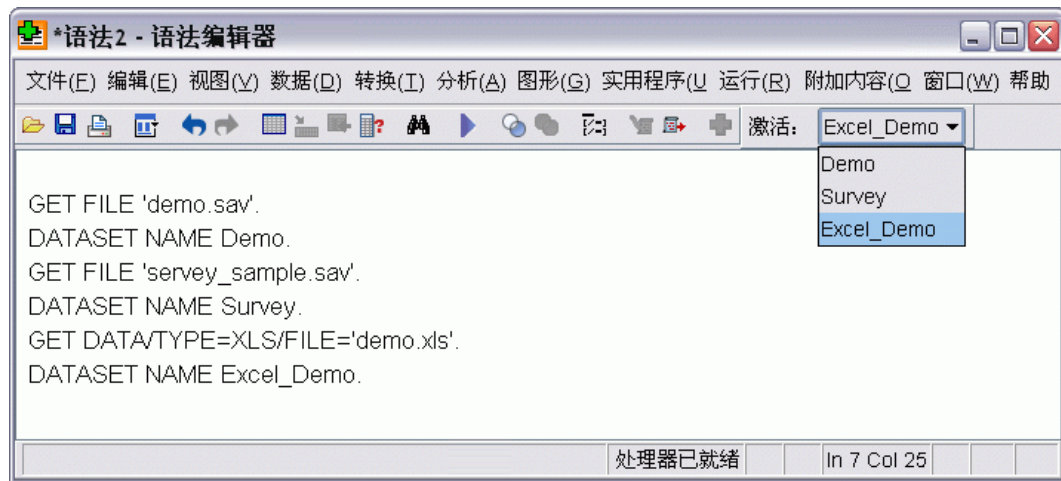 *语法2 - 语法编辑器
文件(F) 编辑(E) 视图(V) 数据(D) 转换(T) 分析(A) 图形(G) 实用程序(U 运行(R) 附加内容(O 窗口(W) 帮助
激活: Excel_Demo
Demo
Survey
Excel_Demo
GET FILE 'demo.sav'.
DATASET NAME Demo.
GET FILE 'servey_sample.sav'.
DATASET NAME Survey.
GET DATA/TYPE=XLS/FILE='demo.xls'.
DATASET NAME Excel_Demo.
处理器已就绪 In 7 Col 25